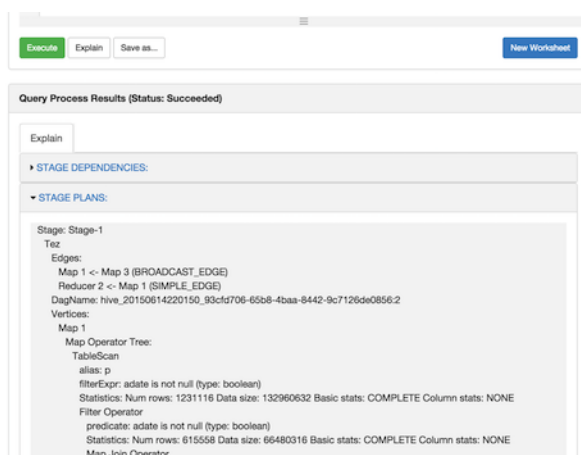 Execute Explain Save as... New Worksheet
Query Process Results (Status: Succeeded)
Explain
STAGE DEPENDENCIES:
STAGE PLANS:
Stage: Stage-1
Tez
Edges:
Map 1 <- Map 3 (BROADCAST_EDGE)
Reducer 2 <- Map 1 (SIMPLE_EDGE)
DagName: hive_20150614220150_93cfd706-65b8-4baa-8442-9c7126de0856:2
Vertices:
Map 1
Map Operator Tree:
TableScan
alias: p
filterExpr: adate is not null (type: boolean)
Statistics: Num rows: 1231116 Data size: 132960632 Basic stats: COMPLETE Column stats: NONE
Filter Operator
predicate: adate is not null (type: boolean)
Statistics: Num rows: 615558 Data size: 66480316 Basic stats: COMPLETE Column stats: NONE
Map Join Operator